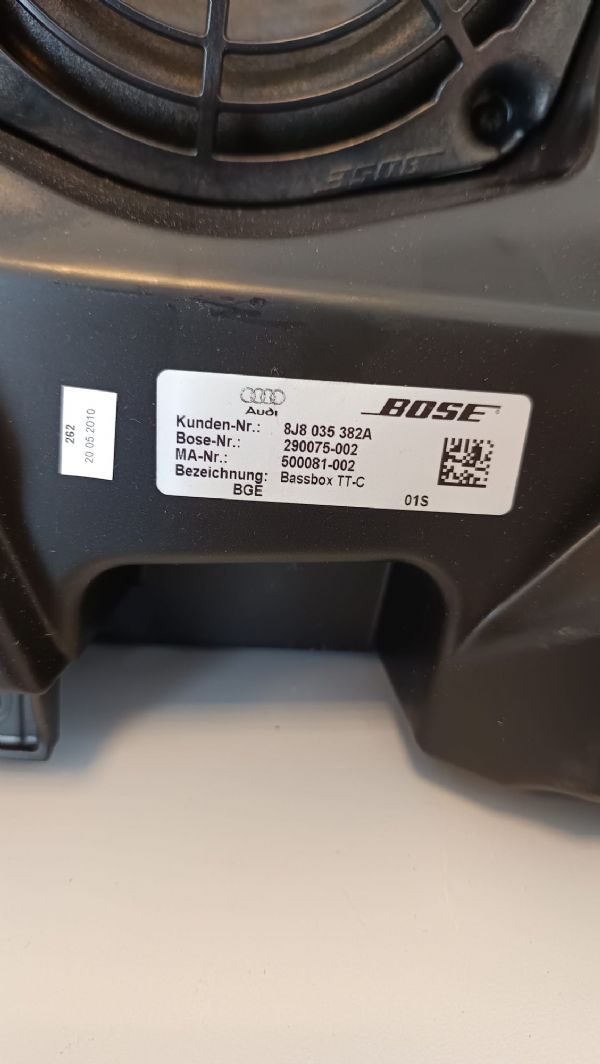 BOSE
262
20.05.2010
Audi
BOSE
Kunden-Nr.: 8J8 035 382A
Bose-Nr.: 290075-002
MA-Nr.: 500081-002
Bezeichnung: Bassbox TT-C
BGE
01S